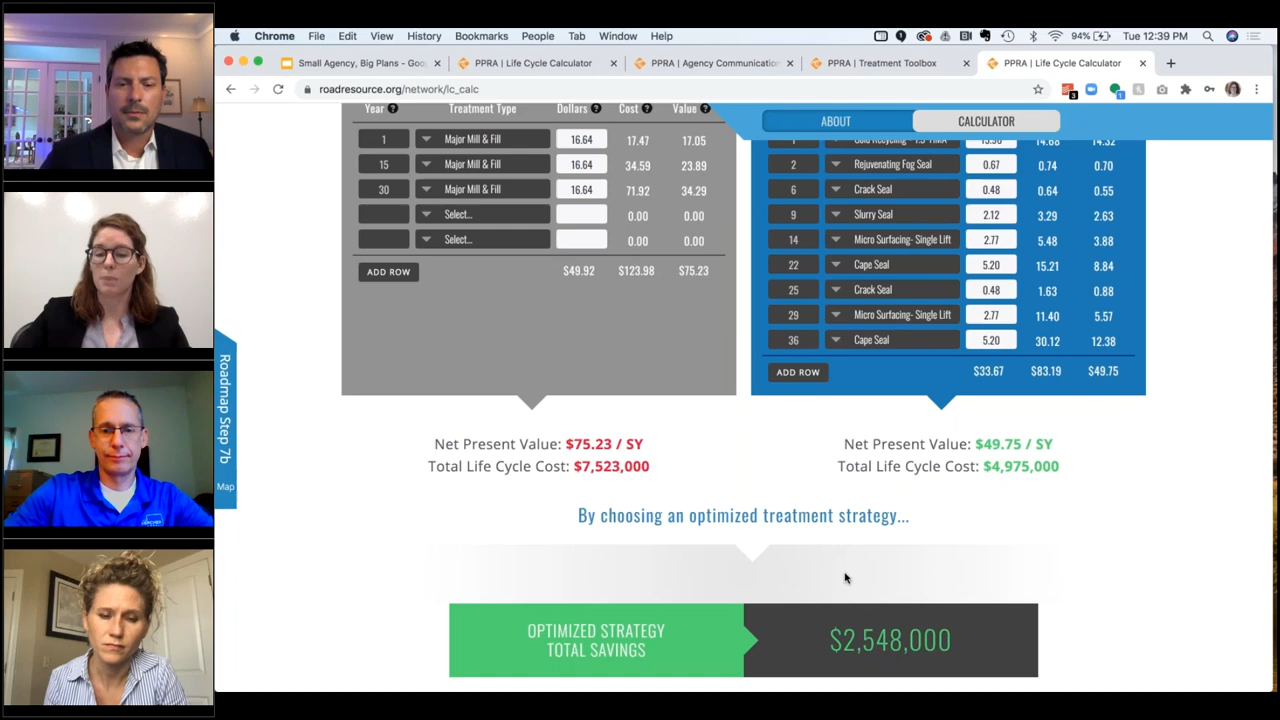 Chrome File Edit View History Bookmarks People Tab Window Help 94% Tue 12:39 PM
Small Agency, Big Plans - Goo PPRA | Life Cycle Calculator PPRA | Agency Communication PPRA | Treatment Toolbox PPRA | Life Cycle Calculator
roadresource.org/network/lc_calc
ABOUT CALCULATOR
Year Treatment Type Dollars Cost Value
1 Major Mill & Fill 16.64 17.47 17.05
15 Major Mill & Fill 16.64 34.59 23.89
30 Major Mill & Fill 16.64 71.92 34.29
Select... 0.00 0.00
Select... 0.00 0.00
ADD ROW $49.92 $123.98 $75.23
2 Rejuvenating Fog Seal 0.67 0.74 0.70
6 Crack Seal 0.48 0.64 0.55
9 Slurry Seal 2.12 3.29 2.63
14 Micro Surfacing- Single Lift 2.77 5.48 3.88
22 Cape Seal 5.20 15.21 8.84
25 Crack Seal 0.48 1.63 0.88
29 Micro Surfacing- Single Lift 2.77 11.40 5.57
36 Cape Seal 5.20 30.12 12.38
ADD ROW $33.67 $83.19 $49.75
Roadmap Step 7b
Map
Net Present Value: $75.23 / SY
Total Life Cycle Cost: $7,523,000
Net Present Value: $49.75 / SY
Total Life Cycle Cost: $4,975,000
By choosing an optimized treatment strategy...
OPTIMIZED STRATEGY
TOTAL SAVINGS
$2,548,000